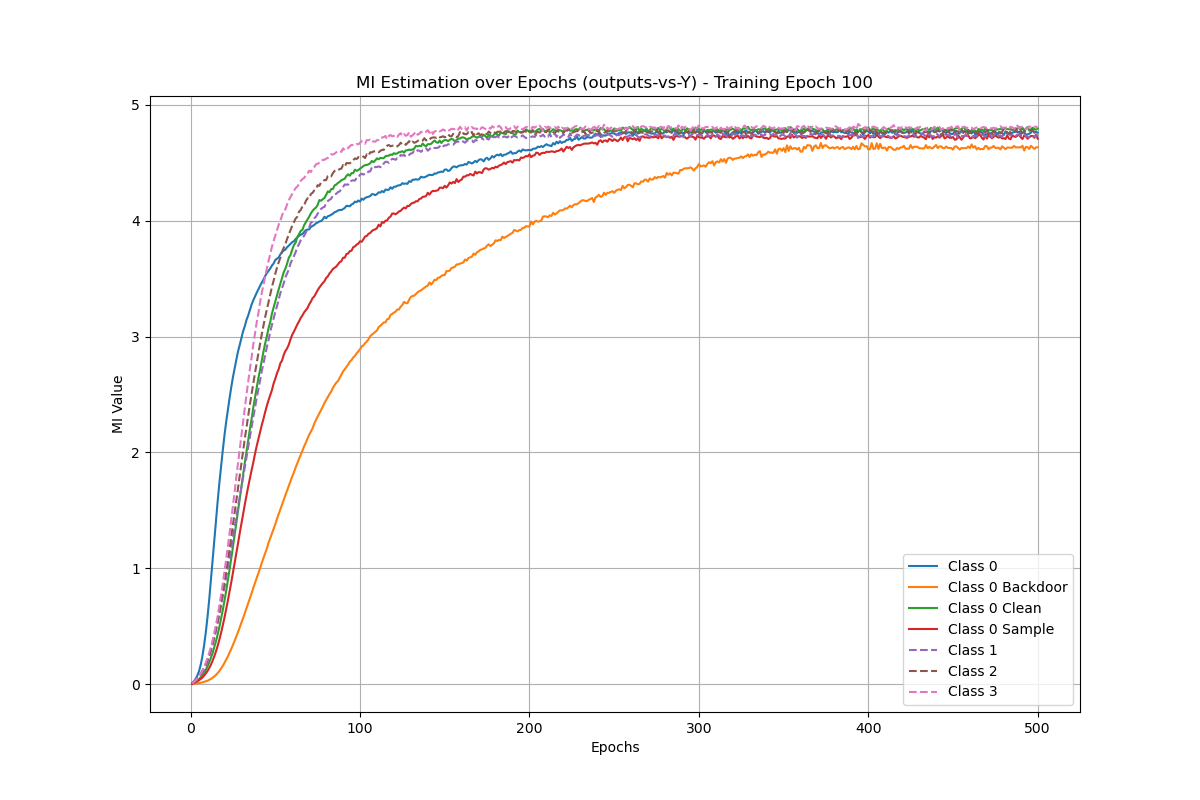 MI Estimation over Epochs (outputs-vs-Y) - Training Epoch 100
5
4
3
2
1
0
MI Value
0 100 200 300 400 500
Epochs
Class 0
Class 0 Backdoor
Class 0 Clean
Class 0 Sample
Class 1
Class 2
Class 3